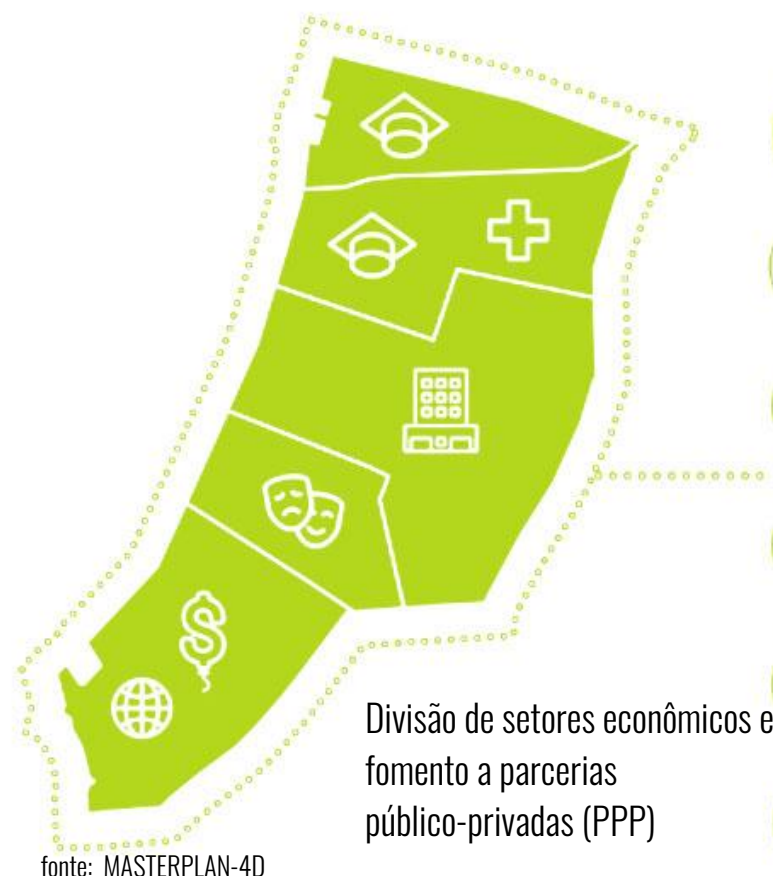 Divisão de setores econômicos e
fomento a parcerias
público-privadas (PPP)
fonte: MASTERPLAN-4D